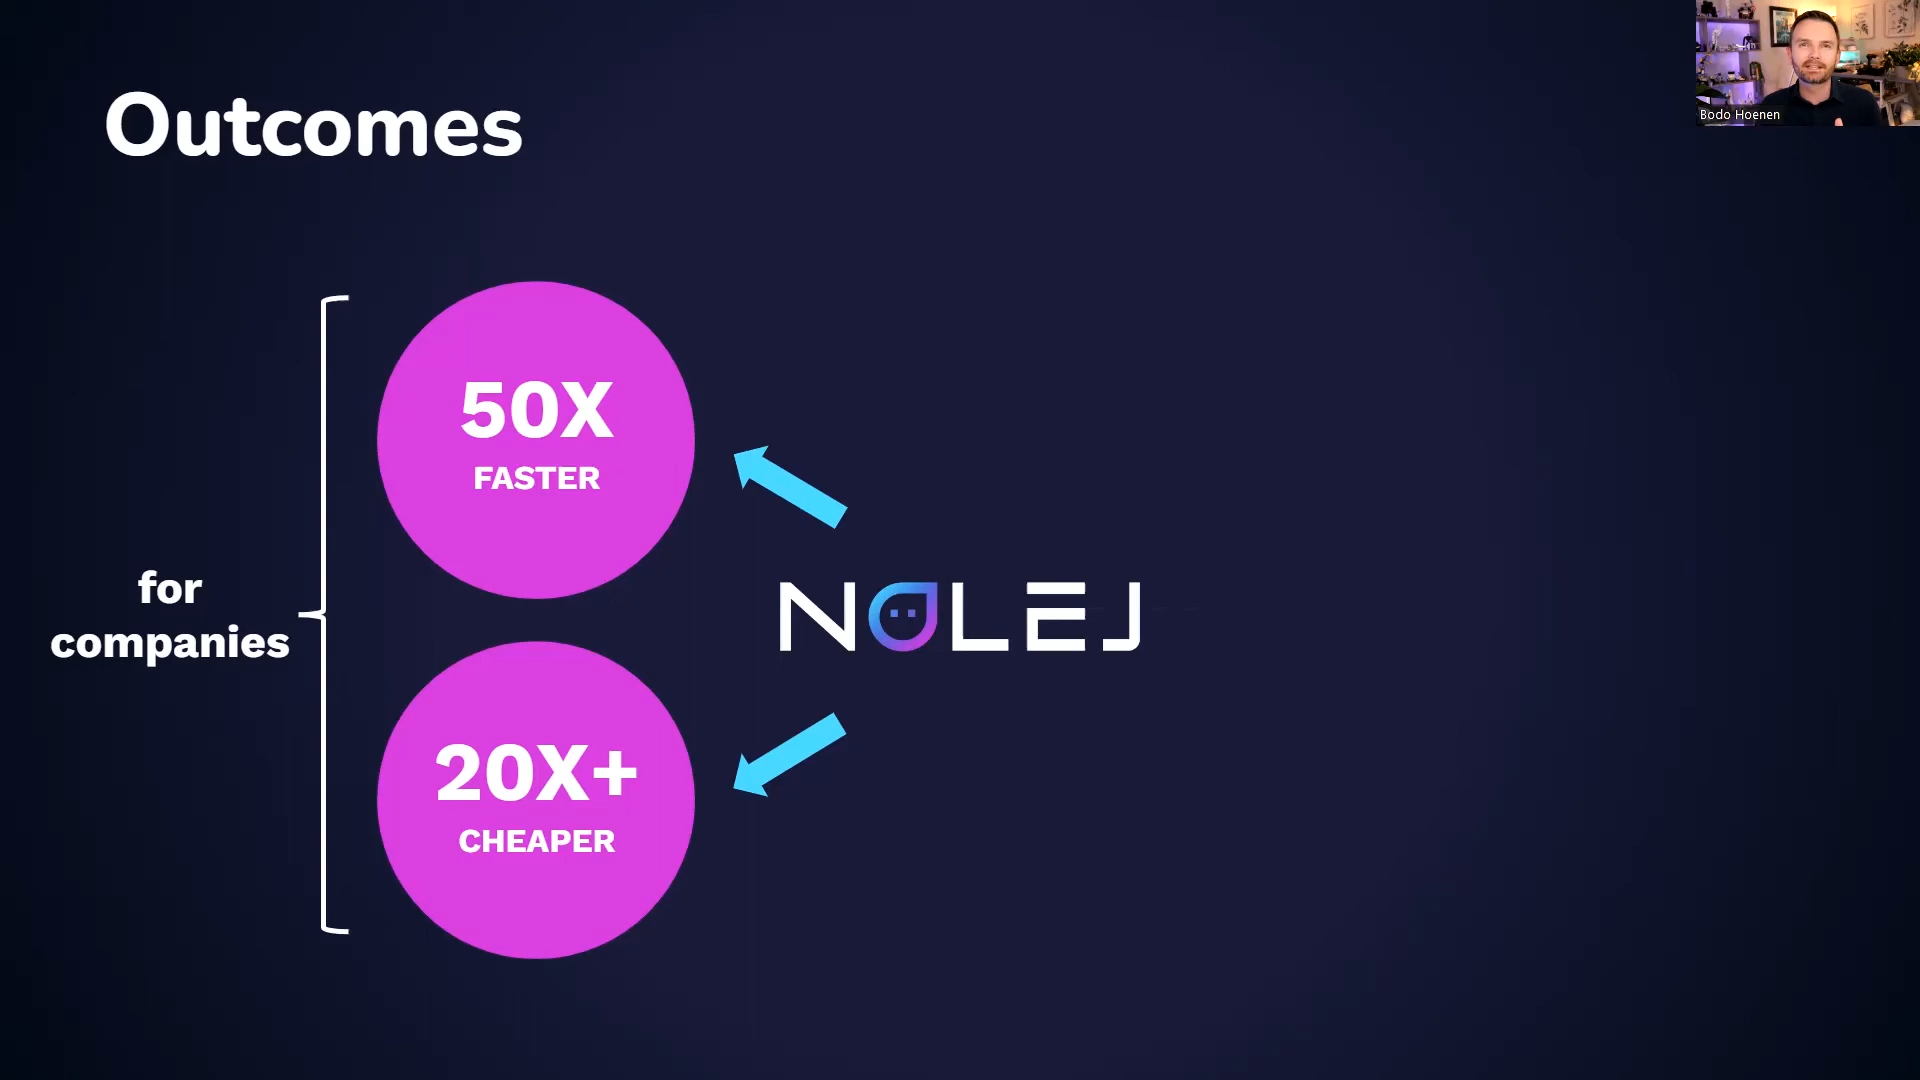 Outcomes
Bodo Hoenen
50X
FASTER
for
companies
NOLEJ
20X+
CHEAPER